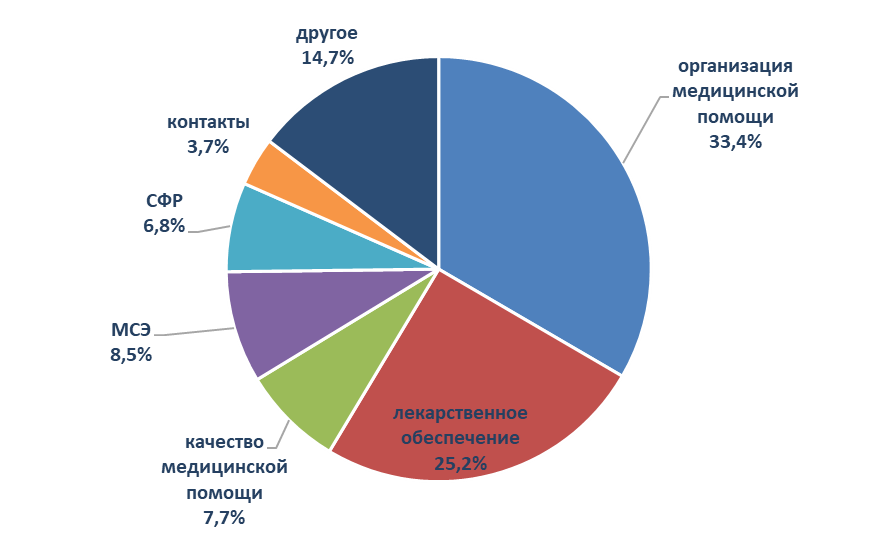 другое
14,7%
организация
медицинской
помощи
33,4%
контакты
3,7%
СФР
6,8%
МСЭ
8,5%
лекарственное
обеспечение
25,2%
качество
медицинской
помощи
7,7%